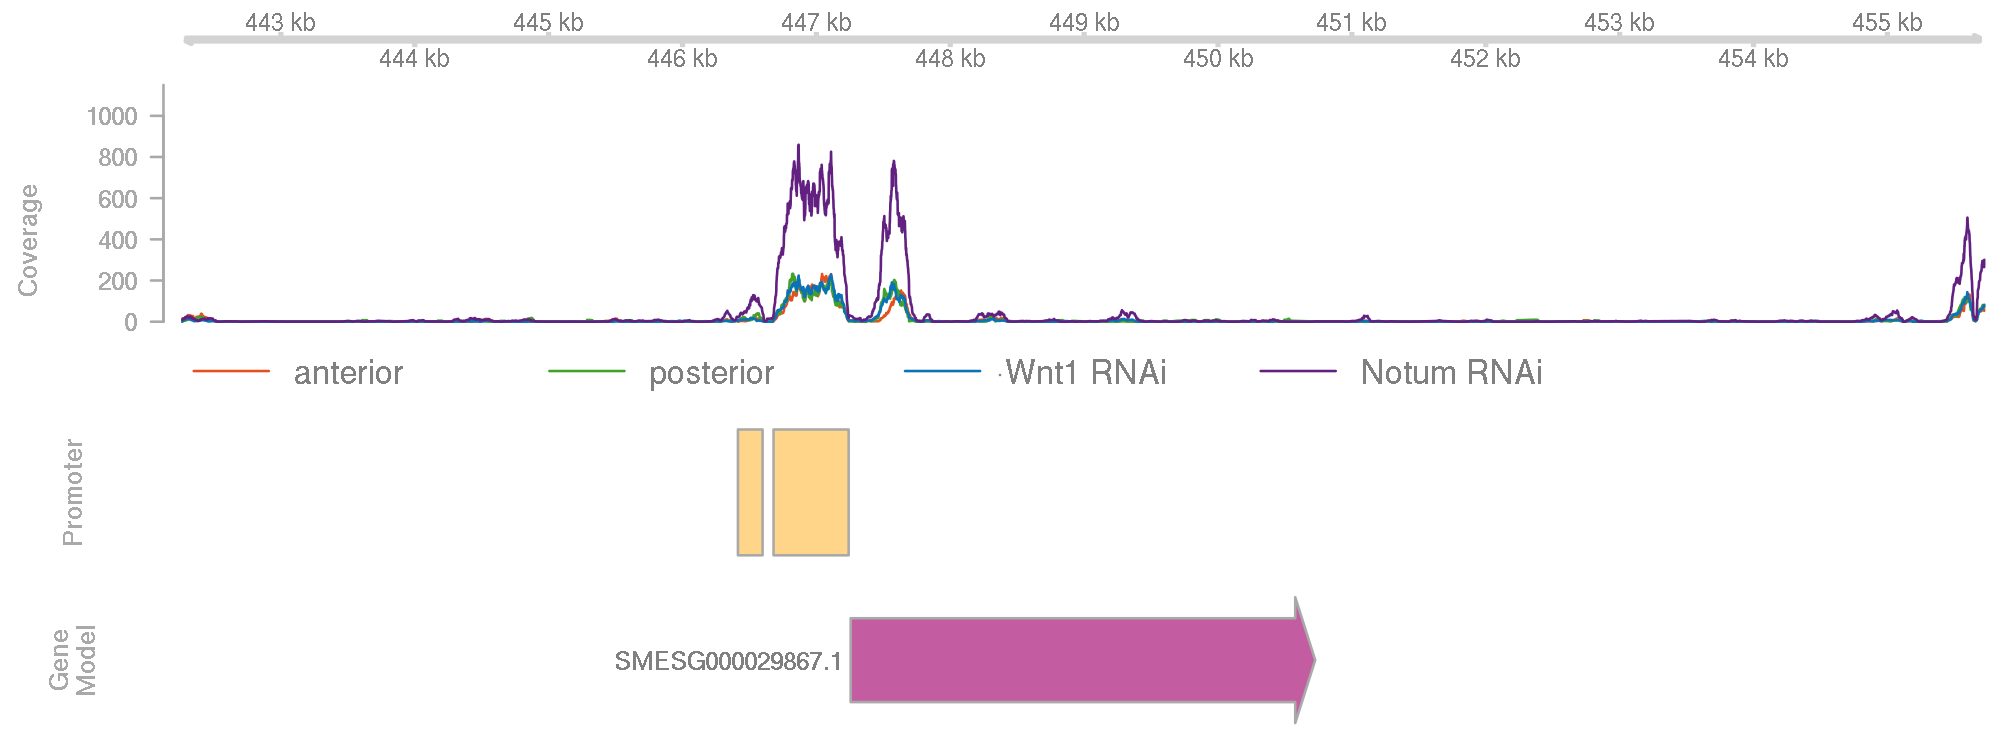 443 kb 445 kb 447 kb 449 kb 451 kb 453 kb 455 kb
444 kb 446 kb 448 kb 450 kb 452 kb 454 kb
Coverage
1000
800
600
400
200
0
anterior posterior Wnt1 RNAi Notum RNAi
Promoter
Gene
Model
SMESG000029867.1